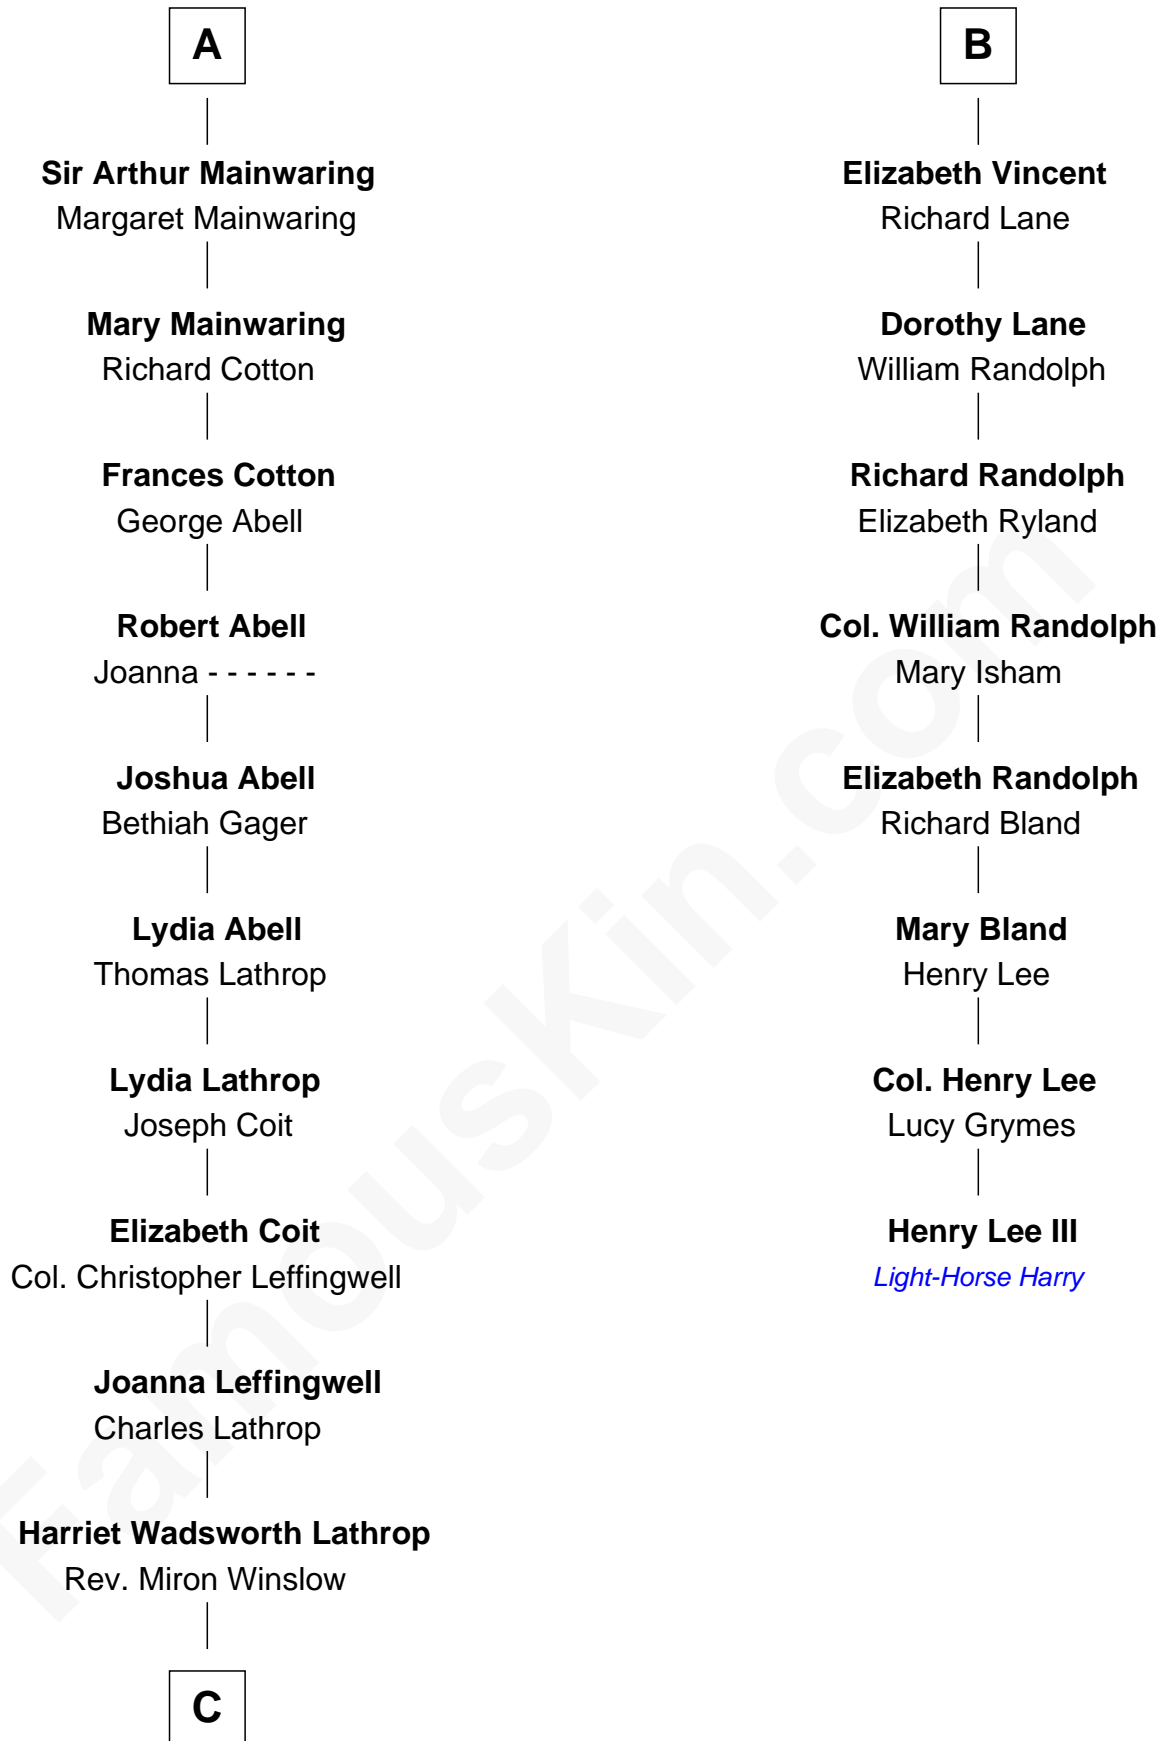 A
Sir Arthur Mainwaring
Margaret Mainwaring
Mary Mainwaring
Richard Cotton
Frances Cotton
George Abell
Robert Abell
Joanna - - - - - -
Joshua Abell
Bethiah Gager
Lydia Abell
Thomas Lathrop
Lydia Lathrop
Joseph Coit
Elizabeth Coit
Col. Christopher Leffingwell
Joanna Leffingwell
Charles Lathrop
Harriet Wadsworth Lathrop
Rev. Miron Winslow
C
B
Elizabeth Vincent
Richard Lane
Dorothy Lane
William Randolph
Richard Randolph
Elizabeth Ryland
Col. William Randolph
Mary Isham
Elizabeth Randolph
Richard Bland
Mary Bland
Henry Lee
Col. Henry Lee
Lucy Grymes
Henry Lee III
Light-Horse Harry
FamousKin.com